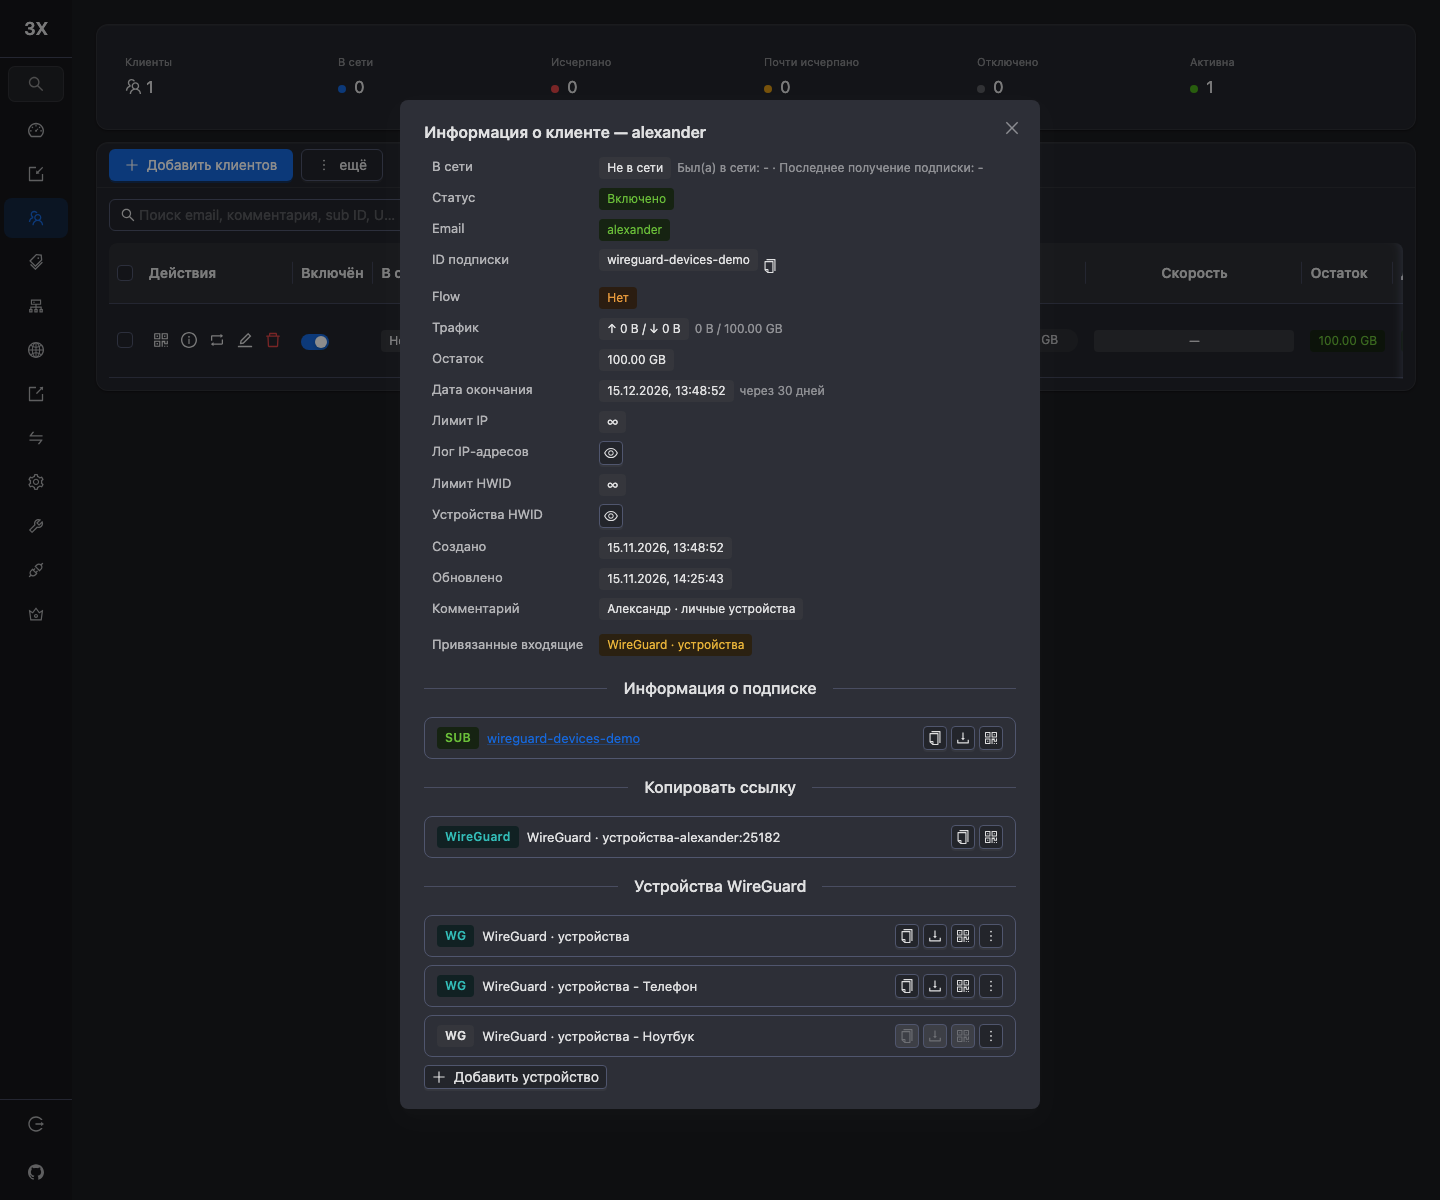 3X
Клиенты
1
В сети
0
Исчерпано
0
Почти исчерпано
0
Отключено
0
Активна
1
Добавить клиентов
ещё
Поиск email, комментария, sub ID, U...
Действия
Включён
Скорость
Остаток
GB
—
100.00 GB
Информация о клиенте — alexander
В сети Не в сети Был(а) в сети: - · Последнее получение подписки: -
Статус Включено
Email alexander
ID подписки wireguard-devices-demo
Flow Нет
Трафик ↑ 0 B / ↓ 0 B 0 B / 100.00 GB
Остаток 100.00 GB
Дата окончания 15.12.2026, 13:48:52 через 30 дней
Лимит IP ∞
Лог IP-адресов
Лимит HWID ∞
Устройства HWID
Создано 15.11.2026, 13:48:52
Обновлено 15.11.2026, 14:25:43
Комментарий Александр · личные устройства
Привязанные входящие WireGuard · устройства
Информация о подписке
SUB wireguard-devices-demo
Копировать ссылку
WireGuard WireGuard · устройства-alexander:25182
Устройства WireGuard
WG WireGuard · устройства
WG WireGuard · устройства - Телефон
WG WireGuard · устройства - Ноутбук
Добавить устройство